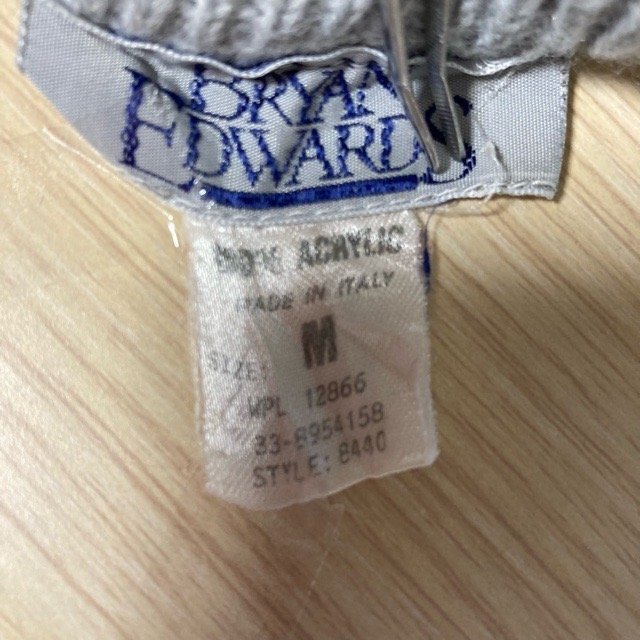 BRYAN
EDWARDS
100% ACRYLIC
MADE IN ITALY
SIZE: M
WPL 12866
33-8954158
STYLE: 8440